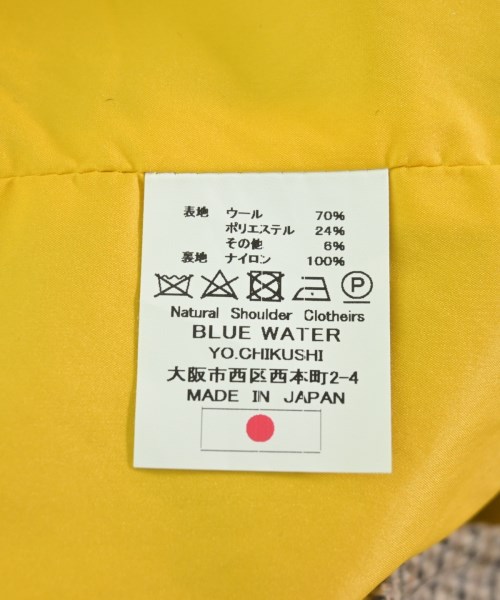 表地 ウール 70%
ポリエステル 24%
その他 6%
裏地 ナイロン 100%
P
Natural Shoulder Clotheirs
BLUE WATER
YO.CHIKUSHI
大阪市西区西本町2-4
MADE IN JAPAN